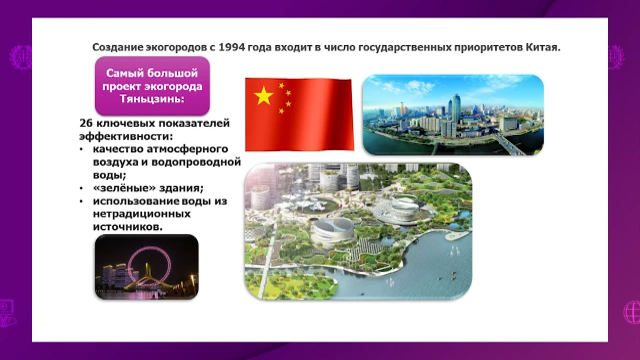 Создание экогородов с 1994 года входит в число государственных приоритетов Китая.
Самый большой
проект экогорода
Тяньцзинь:
26 ключевых показателей
эффективности:
• качество атмосферного
воздуха и водопроводной
воды;
• «зелёные» здания;
• использование воды из
нетрадиционных
источников.